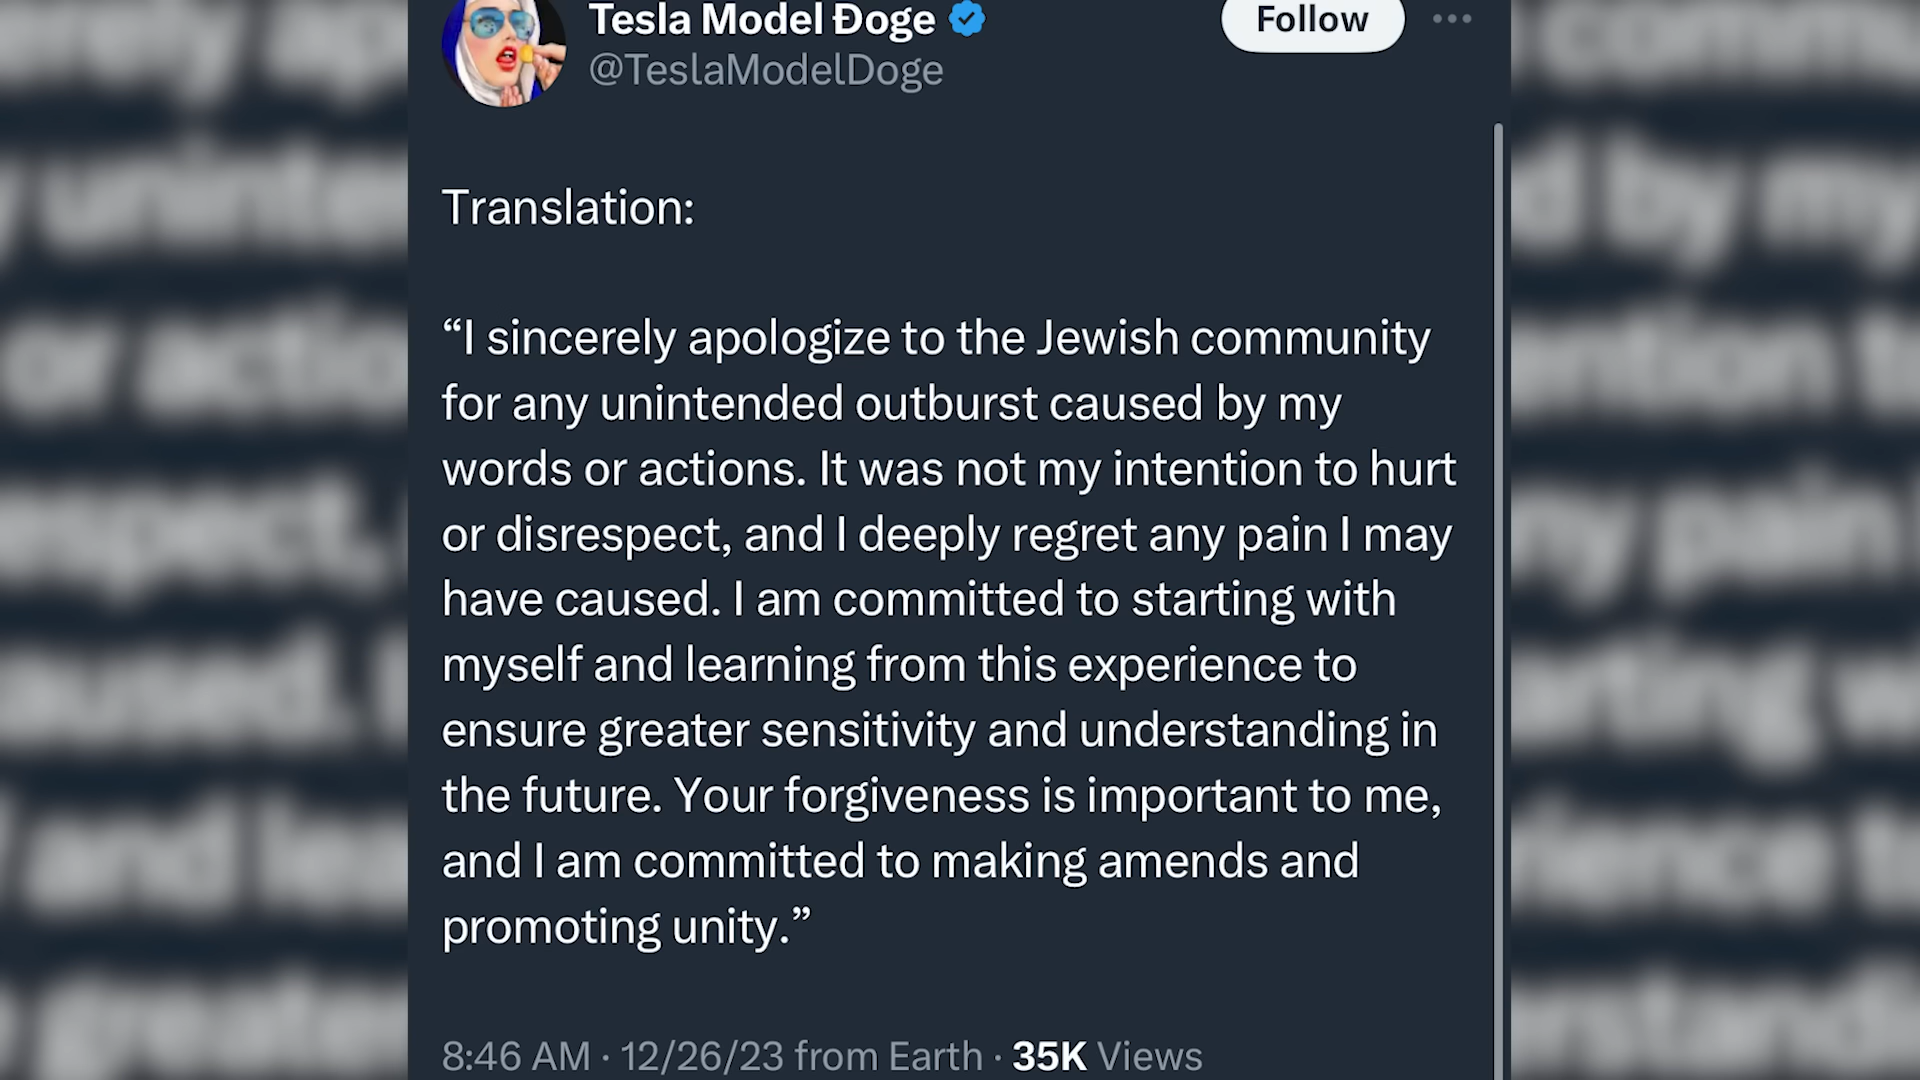 Tesla Model Ðoge
Follow
@TeslaModelDoge
Translation:
“I sincerely apologize to the Jewish community
for any unintended outburst caused by my
words or actions. It was not my intention to hurt
or disrespect, and I deeply regret any pain I may
have caused. I am committed to starting with
myself and learning from this experience to
ensure greater sensitivity and understanding in
the future. Your forgiveness is important to me,
and I am committed to making amends and
promoting unity.”
8:46 AM · 12/26/23 from Earth · 35K Views